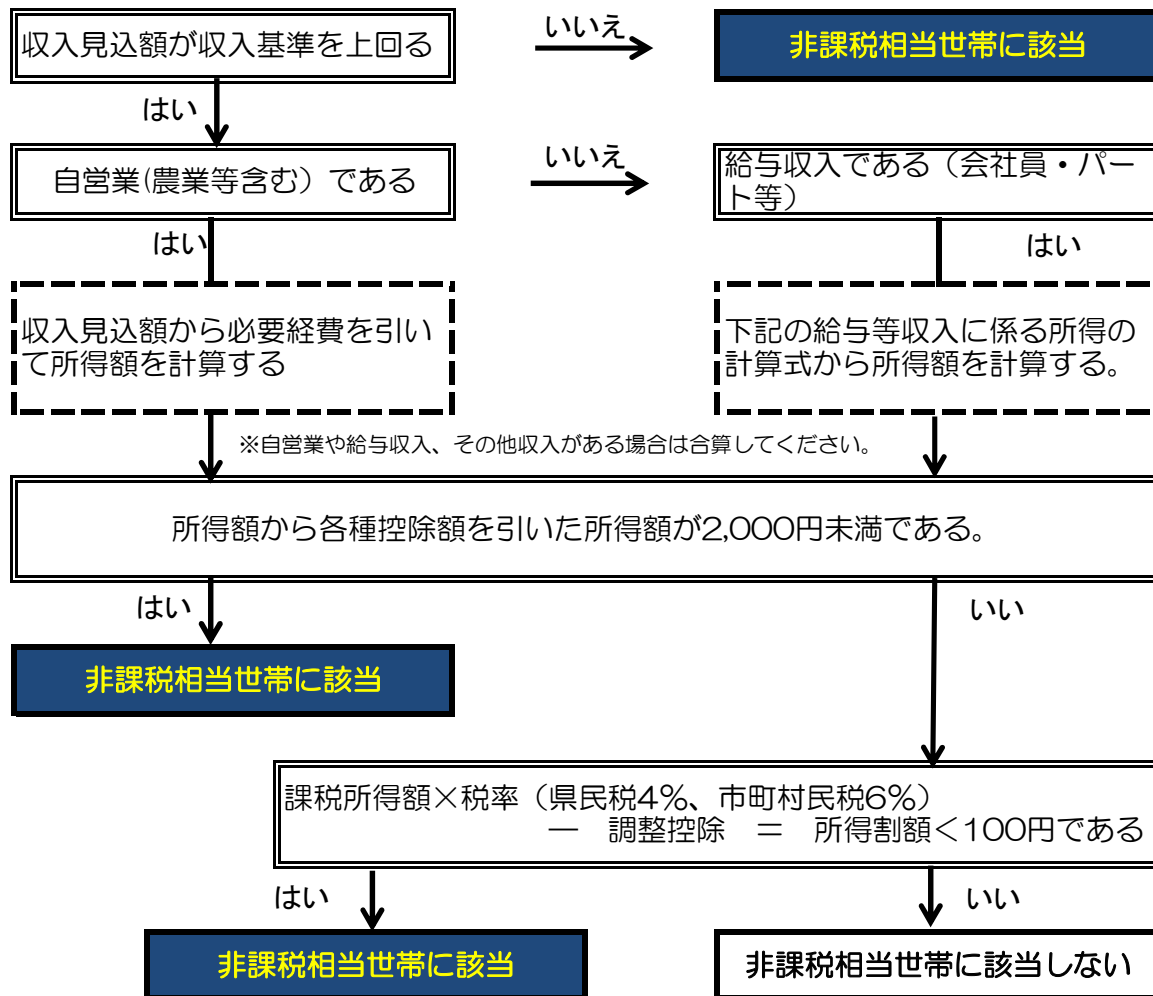 収入見込額が収入基準を上回る
いいえ
非課税相当世帯に該当
はい
自営業(農業等含む）である
いいえ
給与収入である（会社員・パー
ト等）
はい
はい
収入見込額から必要経費を引い
て所得額を計算する
下記の給与等収入に係る所得の
計算式から所得額を計算する。
※自営業や給与収入、その他収入がある場合は合算してください。
所得額から各種控除額を引いた所得額が2,000円未満である。
はい
いい
非課税相当世帯に該当
課税所得額×税率（県民税4％、市町村民税6％）
― 調整控除 ＝ 所得割額＜100円である
はい
いい
非課税相当世帯に該当
非課税相当世帯に該当しない